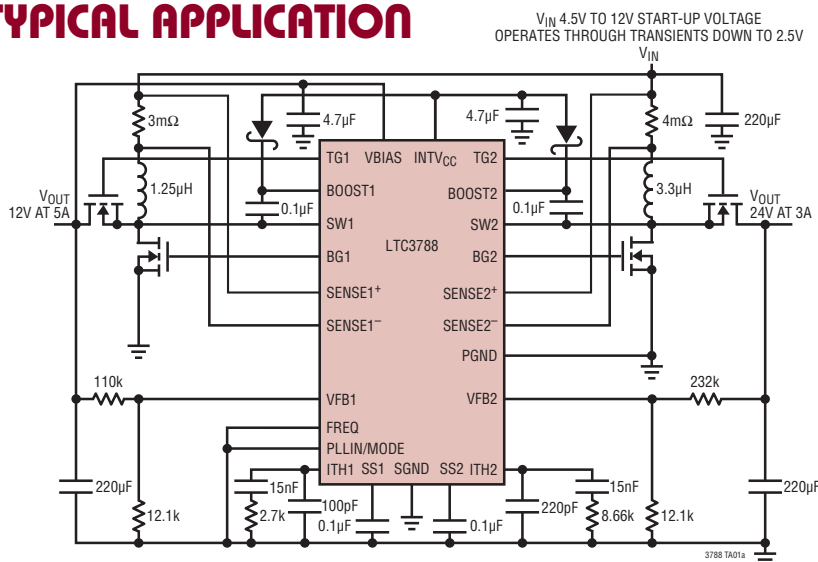 TYPICAL APPLICATION
VIN 4.5V TO 12V START-UP VOLTAGE
OPERATES THROUGH TRANSIENTS DOWN TO 2.5V
VIN
3mΩ
4.7µF
4.7µF
4mΩ
220µF
TG1 VBIAS INTVCC TG2
VOUT
12V AT 5A
1.25µH
BOOST1
BOOST2
3.3µH
VOUT
24V AT 3A
0.1µF
0.1µF
SW1
SW2
LTC3788
BG1
BG2
SENSE1+
SENSE2+
SENSE1–
SENSE2–
PGND
110k
232k
VFB1
VFB2
FREQ
PLLIN/MODE
ITH1 SS1 SGND SS2 ITH2
220µF
15nF
100pF
220pF
15nF
220µF
12.1k
2.7k
0.1µF
0.1µF
8.66k
12.1k
3788 TA01a